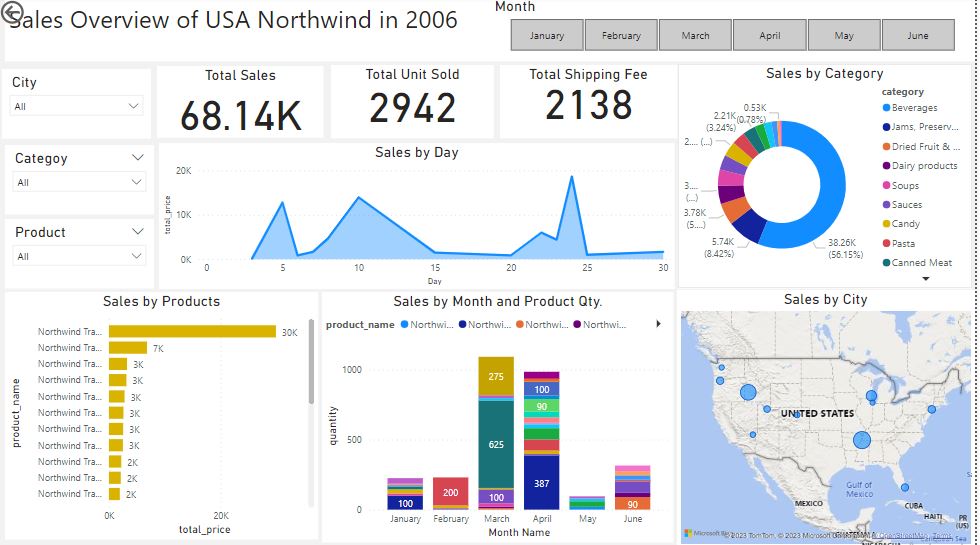 Sales Overview of USA Northwind in 2006
Month
January
February
March
April
May
June
City
All
Total Sales
68.14K
Total Unit Sold
2942
Total Shipping Fee
2138
Categoy
All
Product
All
Sales by Day
total_price
20K
10K
0K
0
5
10
15
20
25
30
Day
Sales by Category
0.53K
(0.78%)
2.21K
(3.24%)
2.... (...)
3....
(...)
3.78K
(5....
5.74K
(8.42%)
38.26K
(56.15%)
category
Beverages
Jams, Preserv...
Dried Fruit & ...
Dairy products
Soups
Sauces
Candy
Pasta
Canned Meat
Sales by Products
product_name
Northwind Tra... 30K
Northwind Tra... 7K
Northwind Tra... 3K
Northwind Tra... 3K
Northwind Tra... 3K
Northwind Tra... 3K
Northwind Tra... 3K
Northwind Tra... 3K
Northwind Tra... 2K
Northwind Tra... 2K
Northwind Tra... 2K
0K
20K
total_price
Sales by Month and Product Qty.
product_name Northwi... Northwi... Northwi... Northwi...
quantity
1000
500
0
100
200
275
625
100
100
90
387
90
January
February
March
April
May
June
Month Name
Sales by City
UNITED STATES
Gulf of
Mexico
MEXICO
CUBA
HAITI
PR
(US)
GUATEMALA
NICARAGUA
Caribbean Sea
Microsoft Bing
© 2023 TomTom, © 2023 Microsoft Corporation, © OpenStreetMap Terms